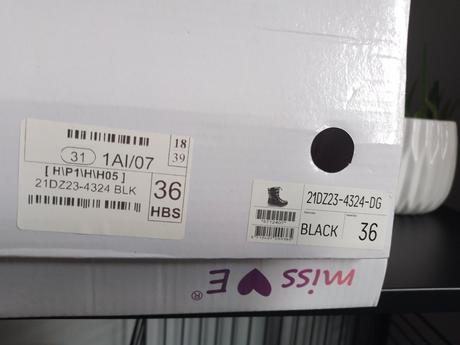 31
1AI/07
18
39
[ H\P1\H\H05 ]
21DZ23-4324 BLK
36
HBS
21DZ23-4324-DG
BLACK
36
miss E®